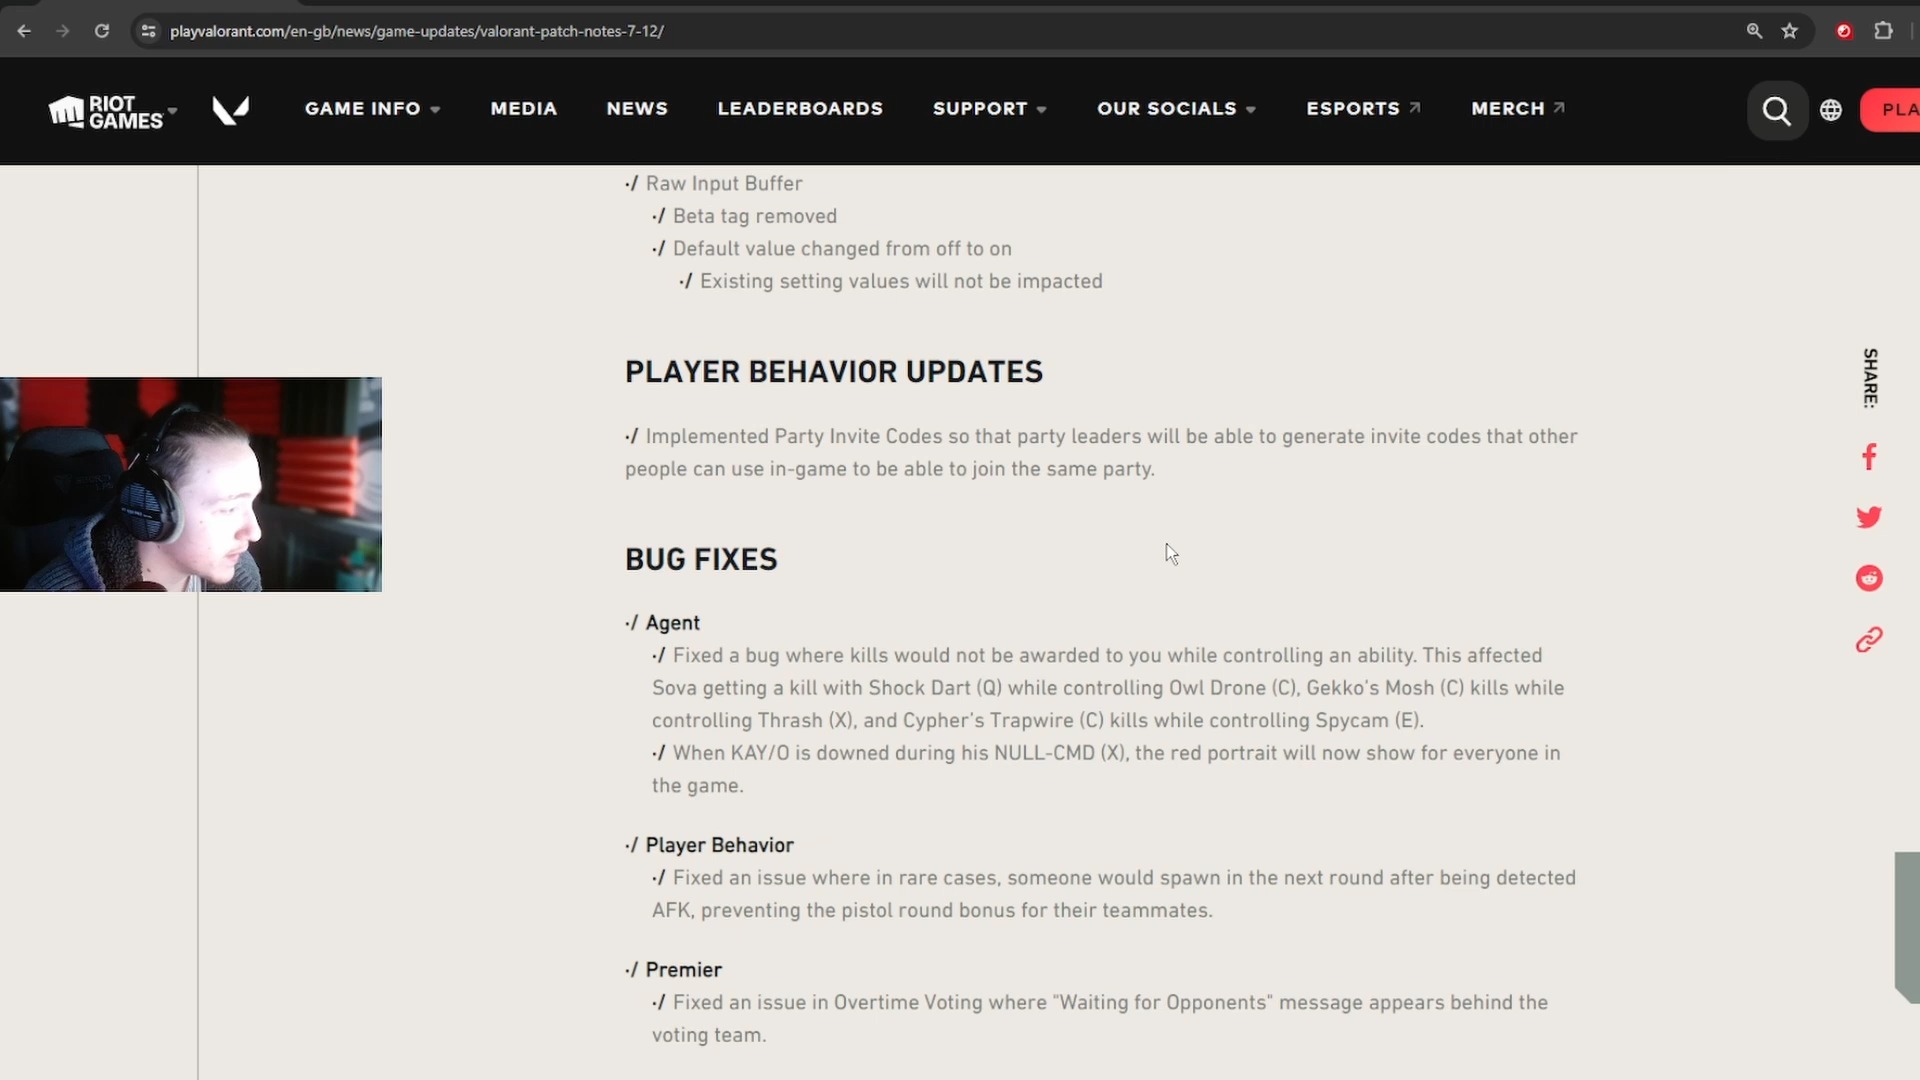 playvalorant.com/en-gb/news/game-updates/valorant-patch-notes-7-12/
RIOT GAMES
GAME INFO
MEDIA
NEWS
LEADERBOARDS
SUPPORT
OUR SOCIALS
ESPORTS
MERCH
PLA
·/ Raw Input Buffer
·/ Beta tag removed
·/ Default value changed from off to on
·/ Existing setting values will not be impacted
PLAYER BEHAVIOR UPDATES
·/ Implemented Party Invite Codes so that party leaders will be able to generate invite codes that other
people can use in-game to be able to join the same party.
SHARE:
BUG FIXES
·/ Agent
·/ Fixed a bug where kills would not be awarded to you while controlling an ability. This affected
Sova getting a kill with Shock Dart (Q) while controlling Owl Drone (C), Gekko's Mosh (C) kills while
controlling Thrash (X), and Cypher's Trapwire (C) kills while controlling Spycam (E).
·/ When KAY/O is downed during his NULL-CMD (X), the red portrait will now show for everyone in
the game.
·/ Player Behavior
·/ Fixed an issue where in rare cases, someone would spawn in the next round after being detected
AFK, preventing the pistol round bonus for their teammates.
·/ Premier
·/ Fixed an issue in Overtime Voting where "Waiting for Opponents" message appears behind the
voting team.